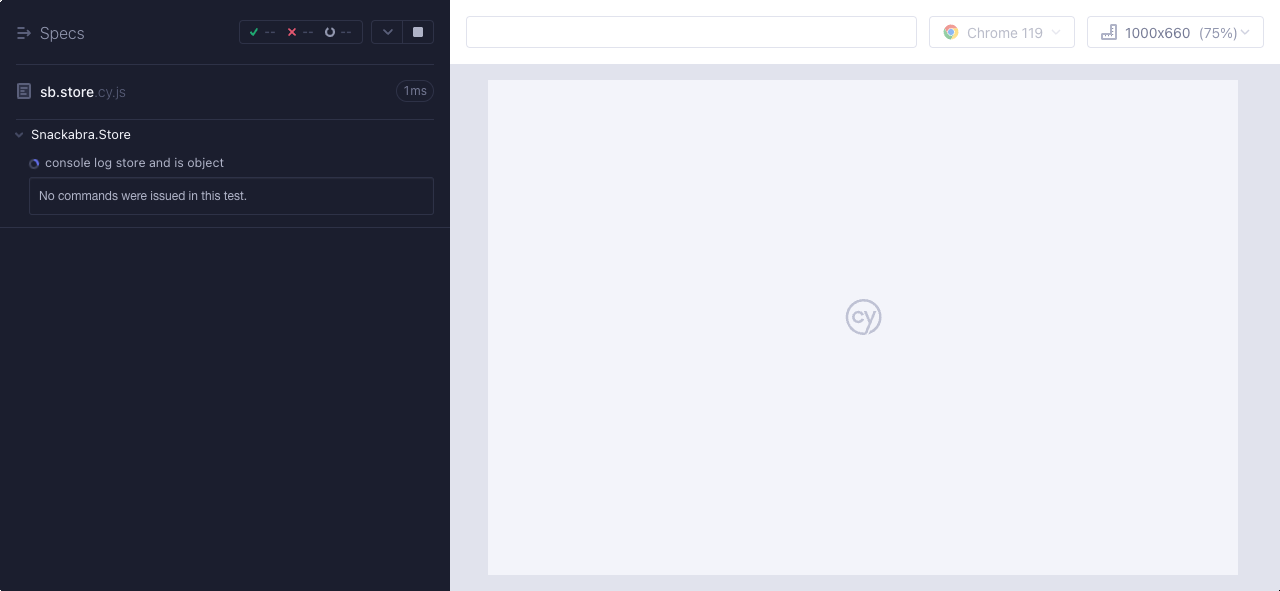 Specs
-- -- --
sb.store.cy.js
1ms
Snackabra.Store
console log store and is object
No commands were issued in this test.
Chrome 119
1000x660 (75%)
cy